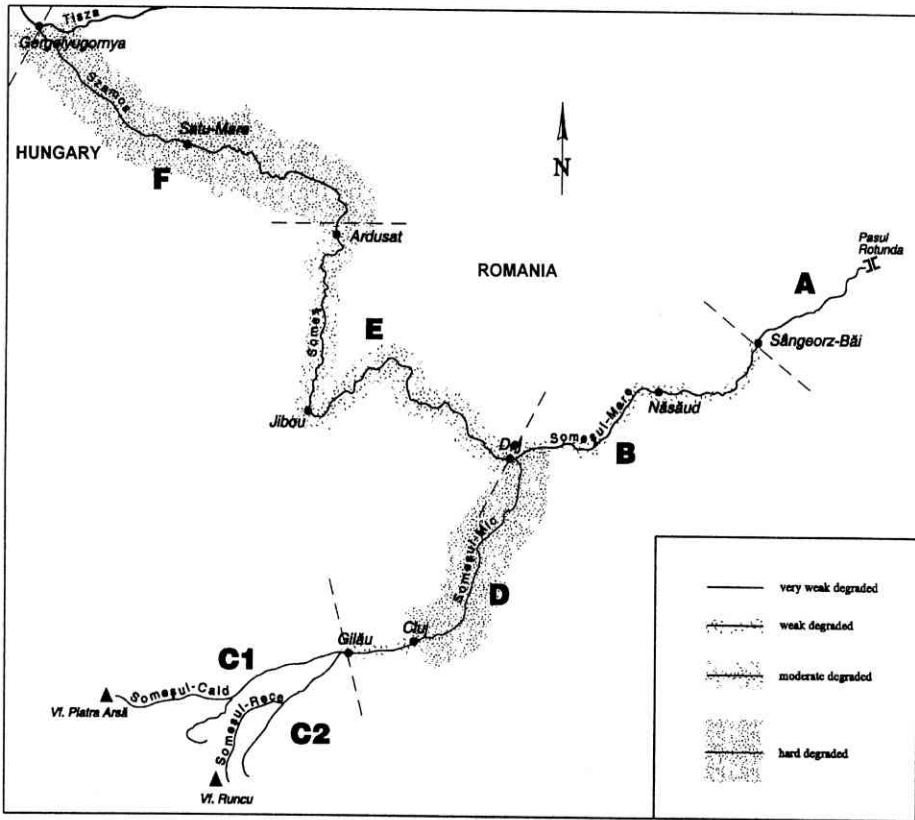 Tisza
Gergelyugornya
Szamos
Satu-Mare
HUNGARY
F
N
Ardusat
Pasul
Rotunda
ROMANIA
A
Someș
E
Sângeorz-Băi
Jibou
Someșul-Mare
Năsăud
Dej
B
Someșul-Mic
D
very weak degraded
Cluj
Gilău
weak degraded
C1
Someșul-Cald
moderate degraded
Vf. Piatra Arsă
Someșul-Rece
C2
hard degraded
Vf. Runcu